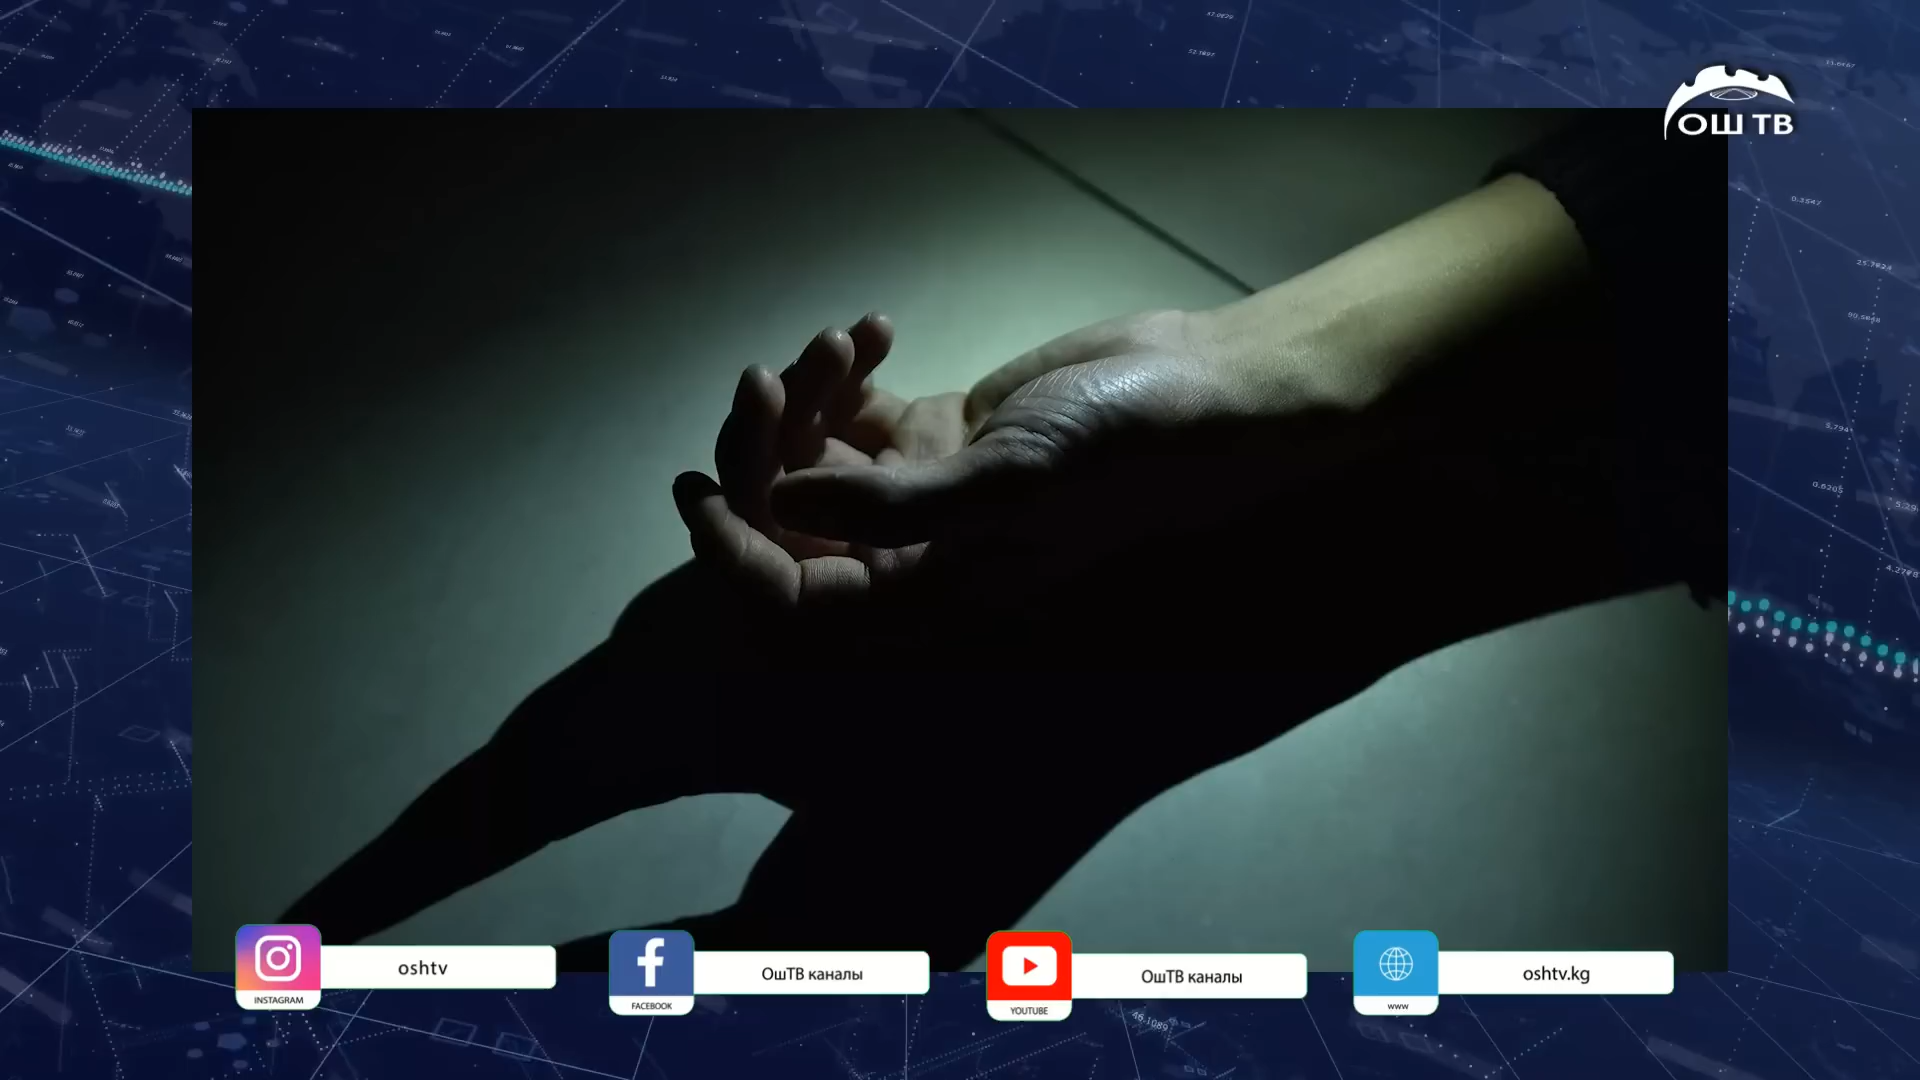 ОШ ТВ
oshtv
INSTAGRAM
ОшТВ каналы
FACEBOOK
ОшТВ каналы
YOUTUBE
oshtv.kg
www